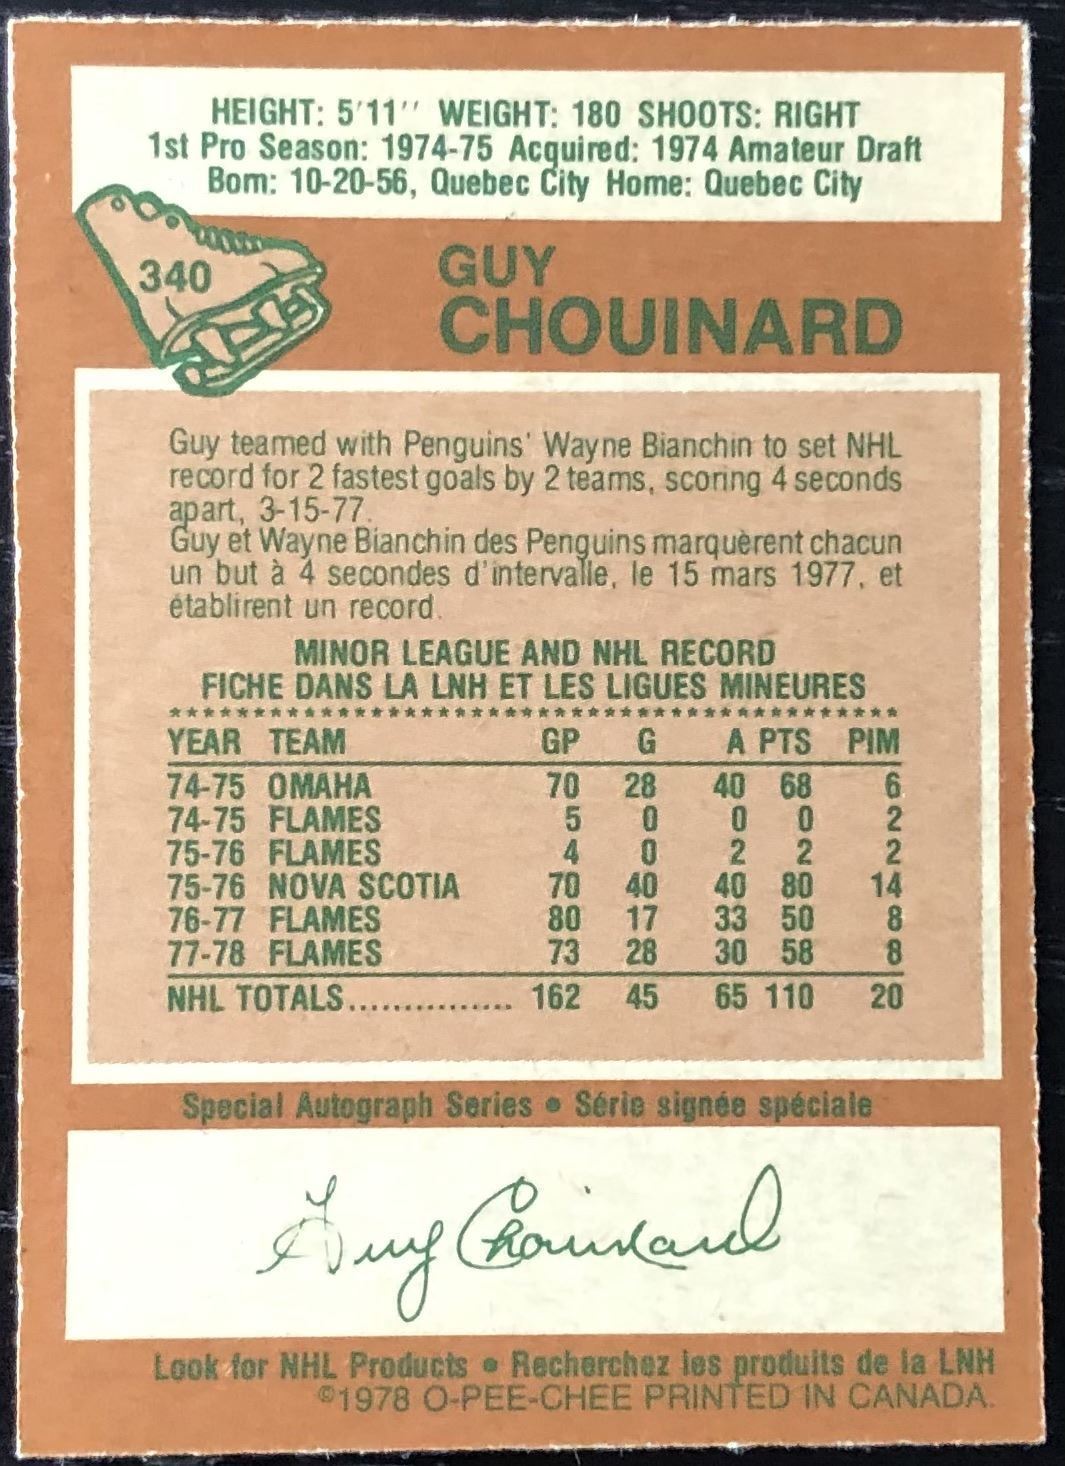 HEIGHT: 5'11'' WEIGHT: 180 SHOOTS: RIGHT
1st Pro Season: 1974-75 Acquired: 1974 Amateur Draft
Born: 10-20-56, Quebec City Home: Quebec City
340
GUY
CHOUINARD
Guy teamed with Penguins' Wayne Bianchin to set NHL
record for 2 fastest goals by 2 teams, scoring 4 seconds
apart, 3-15-77.
Guy et Wayne Bianchin des Penguins marquèrent chacun
un but à 4 secondes d'intervalle, le 15 mars 1977, et
établirent un record.
MINOR LEAGUE AND NHL RECORD
FICHE DANS LA LNH ET LES LIGUES MINEURES
YEAR TEAM GP G A PTS PIM
74-75 OMAHA 70 28 40 68 6
74-75 FLAMES 5 0 0 0 2
75-76 FLAMES 4 0 2 2 2
75-76 NOVA SCOTIA 70 40 40 80 14
76-77 FLAMES 80 17 33 50 8
77-78 FLAMES 73 28 30 58 8
NHL TOTALS................ 162 45 65 110 20
Special Autograph Series • Série signée spéciale
Guy Chouinard
Look for NHL Products • Recherchez les produits de la LNH
©1978 O-PEE-CHEE PRINTED IN CANADA.